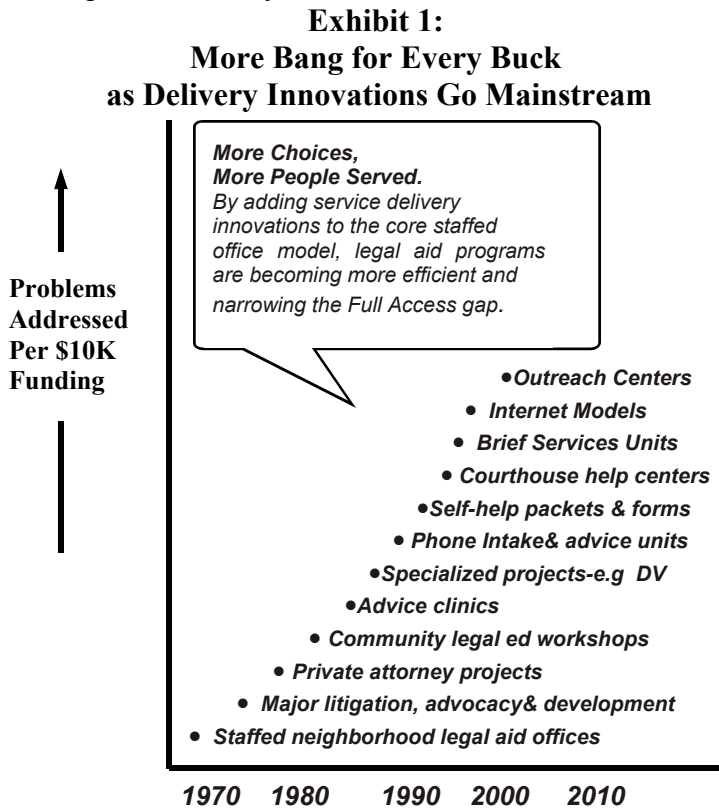 Exhibit 1:
More Bang for Every Buck
as Delivery Innovations Go Mainstream
More Choices,
More People Served.
By adding service delivery
innovations to the core staffed
office model, legal aid programs
are becoming more efficient and
narrowing the Full Access gap.
Problems
Addressed
Per $10K
Funding
•Outreach Centers
• Internet Models
• Brief Services Units
• Courthouse help centers
•Self-help packets & forms
• Phone Intake& advice units
•Specialized projects-e.g DV
•Advice clinics
• Community legal ed workshops
• Private attorney projects
• Major litigation, advocacy& development
• Staffed neighborhood legal aid offices
1970 1980 1990 2000 2010